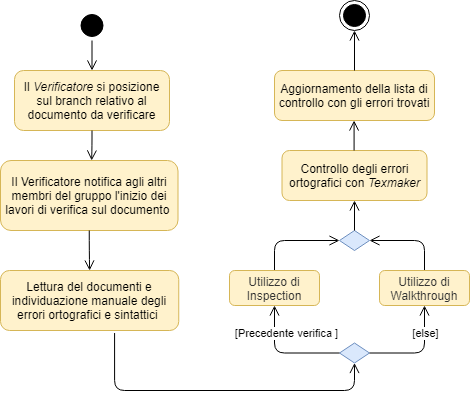 Il Verificatore si posizione
sul branch relativo al
documento da verificare
Il Verificatore notifica agli altri
membri del gruppo l'inizio dei
lavori di verifica sul documento
Lettura del documenti e
individuazione manuale degli
errori ortografici e sintattici
[Precedente verifica ]
[else]
Utilizzo di
Inspection
Utilizzo di
Walkthrough
Controllo degli errori
ortografici con Texmaker
Aggiornamento della lista di
controllo con gli errori trovati